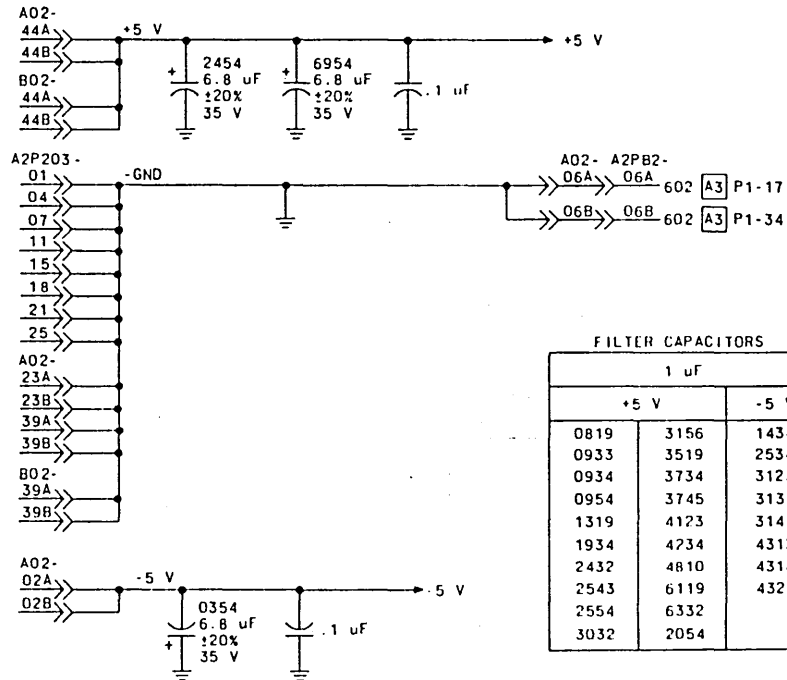 A02-
44A +5 V +5 V
44B
B02-
44A
44B
2454
6.8 uF
±20%
35 V
6954
6.8 uF
±20%
35 V
.1 uF
A2P203-
01 -GND
04
07
11
15
18
21
25
A02-
23A
23B
39A
39B
B02-
39A
39B
A02- A2PB2-
06A 06A 602 A3 P1-17
06B 06B 602 A3 P1-34
A02-
02A -5 V -5 V
02B
0354
6.8 uF
±20%
35 V
.1 uF
FILTER CAPACITORS
1 uF
+5 V -5 V
0819 3156
0933 3519
0934 3734
0954 3745
1319 4123
1934 4234
2432 4810
2543 6119
2554 6332
3032 2054